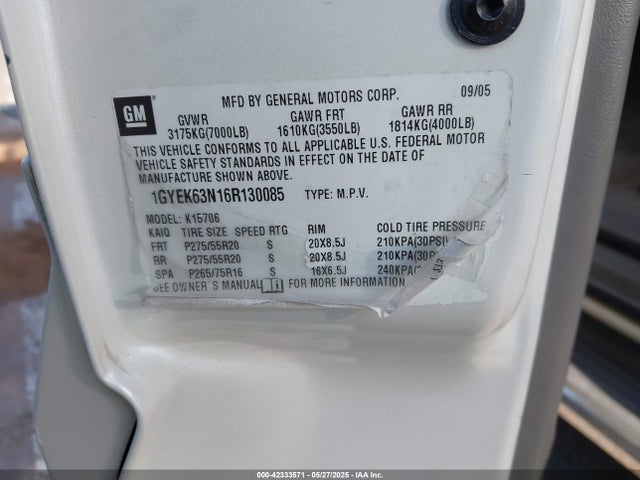 MFD BY GENERAL MOTORS CORP. 09/05
GM
GVWR GAWR FRT GAWR RR
3175KG(7000LB) 1610KG(3550LB) 1814KG(4000LB)
THIS VEHICLE CONFORMS TO ALL APPLICABLE U.S. FEDERAL MOTOR
VEHICLE SAFETY STANDARDS IN EFFECT ON THE DATE OF
MANUFACTURE SHOWN ABOVE.
1GYEK63N16R130085 TYPE: M.P.V.
MODEL: K15706
KAIQ TIRE SIZE SPEED RTG RIM COLD TIRE PRESSURE
FRT P275/55R20 S 20X8.5J 210KPA(30PSI)
RR P275/55R20 S 20X8.5J 210KPA(30P
SPA P265/75R16 S 16X6.5J 240KPA(
SEE OWNER'S MANUAL FOR MORE INFORMATION
000-42333571 - 05/27/2025 - IAAI.COM